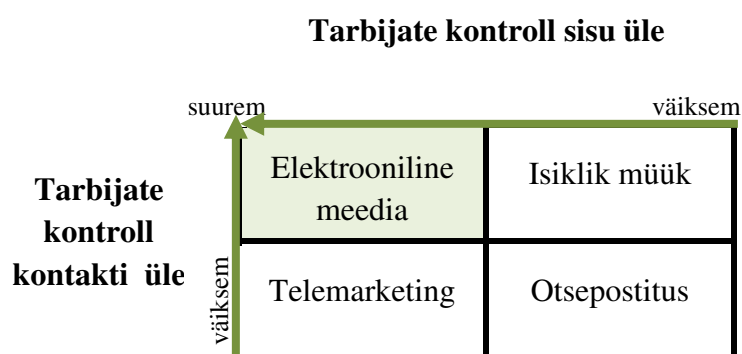 Tarbijate kontroll sisu üle
suurem väiksem
Elektrooniline
meedia
Isiklik müük
Tarbijate
kontroll
kontakti üle
väiksem
Telemarketing
Otsepostitus